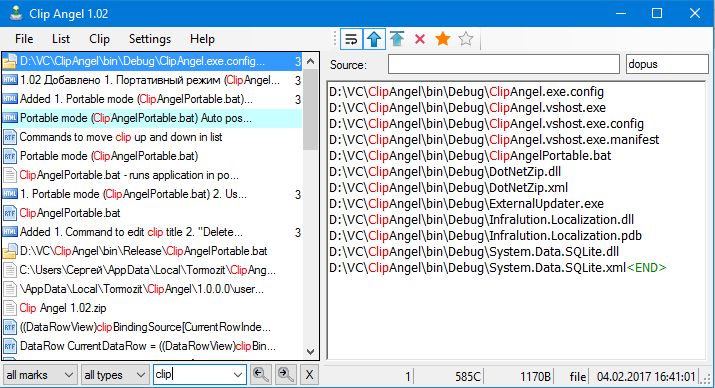 Clip Angel 1.02
File List Clip Settings Help
Source: dopus
D:\VC\ClipAngel\bin\Debug\ClipAngel.exe.config... 3
1.02 Добавлено 1. Портативный режим (ClipAngel... 3
Added 1. Portable mode (ClipAngelPortable.bat)... 3
Portable mode (ClipAngelPortable.bat) Auto pos...
Commands to move clip up and down in list
Portable mode (ClipAngelPortable.bat)
ClipAngelPortable.bat - runs application in po...
1. Portable mode (ClipAngelPortable.bat) 2. Us... 3
ClipAngelPortable.bat
Added 1. Command to edit clip title 2. "Delete... 3
D:\VC\ClipAngel\bin\Release\ClipAngelPortable.bat
C:\Users\Сергей\AppData\Local\Tormozit\ClipAng...
\AppData\Local\Tormozit\ClipAngel\1.0.0.0\user...
Clip Angel 1.02.zip
((DataRowView)clipBindingSource[CurrentRowInde...
DataRow CurrentDataRow = ((DataRowView)clipBin...
D:\VC\ClipAngel\bin\Debug\ClipAngel.exe.config
D:\VC\ClipAngel\bin\Debug\ClipAngel.vshost.exe
D:\VC\ClipAngel\bin\Debug\ClipAngel.vshost.exe.config
D:\VC\ClipAngel\bin\Debug\ClipAngel.vshost.exe.manifest
D:\VC\ClipAngel\bin\Debug\ClipAngelPortable.bat
D:\VC\ClipAngel\bin\Debug\DotNetZip.dll
D:\VC\ClipAngel\bin\Debug\DotNetZip.xml
D:\VC\ClipAngel\bin\Debug\ExternalUpdater.exe
D:\VC\ClipAngel\bin\Debug\Infralution.Localization.dll
D:\VC\ClipAngel\bin\Debug\Infralution.Localization.pdb
D:\VC\ClipAngel\bin\Debug\System.Data.SQLite.dll
D:\VC\ClipAngel\bin\Debug\System.Data.SQLite.xml<END>
all marks all types clip X
1 585C 1170B file 04.02.2017 16:41:01